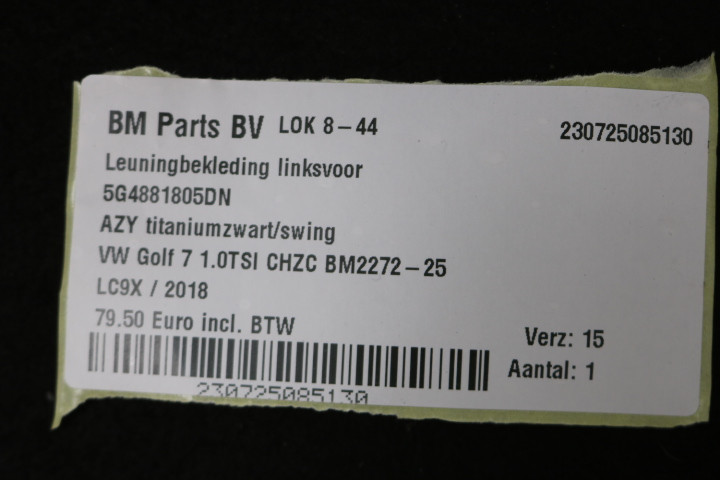 BM Parts BV LOK 8-44
230725085130
Leuningbekleding linksvoor
5G4881805DN
AZY titaniumzwart/swing
VW Golf 7 1.0TSI CHZC BM2272-25
LC9X / 2018
79.50 Euro incl. BTW
Verz: 15
Aantal: 1
230725085130